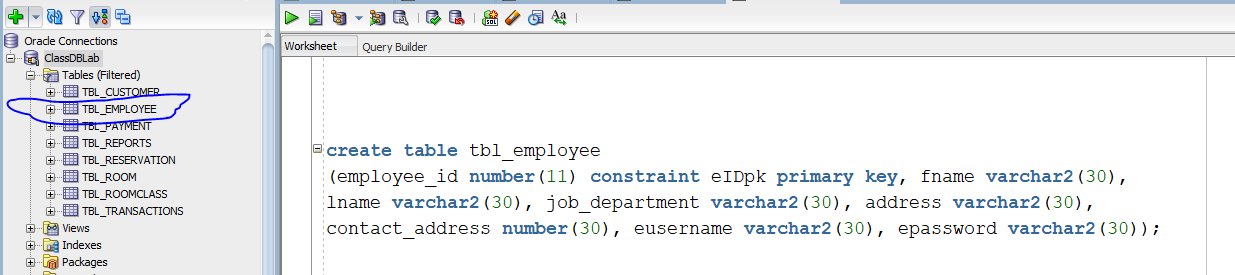 Oracle Connections
ClassDBLab
Tables (Filtered)
TBL_CUSTOMER
TBL_EMPLOYEE
TBL_PAYMENT
TBL_REPORTS
TBL_RESERVATION
TBL_ROOM
TBL_ROOMCLASS
TBL_TRANSACTIONS
Views
Indexes
Packages
SQL
Aa
Worksheet
Query Builder
create table tbl_employee
(employee_id number(11) constraint eIDpk primary key, fname varchar2(30),
lname varchar2(30), job_department varchar2(30), address varchar2(30),
contact_address number(30), eusername varchar2(30), epassword varchar2(30));